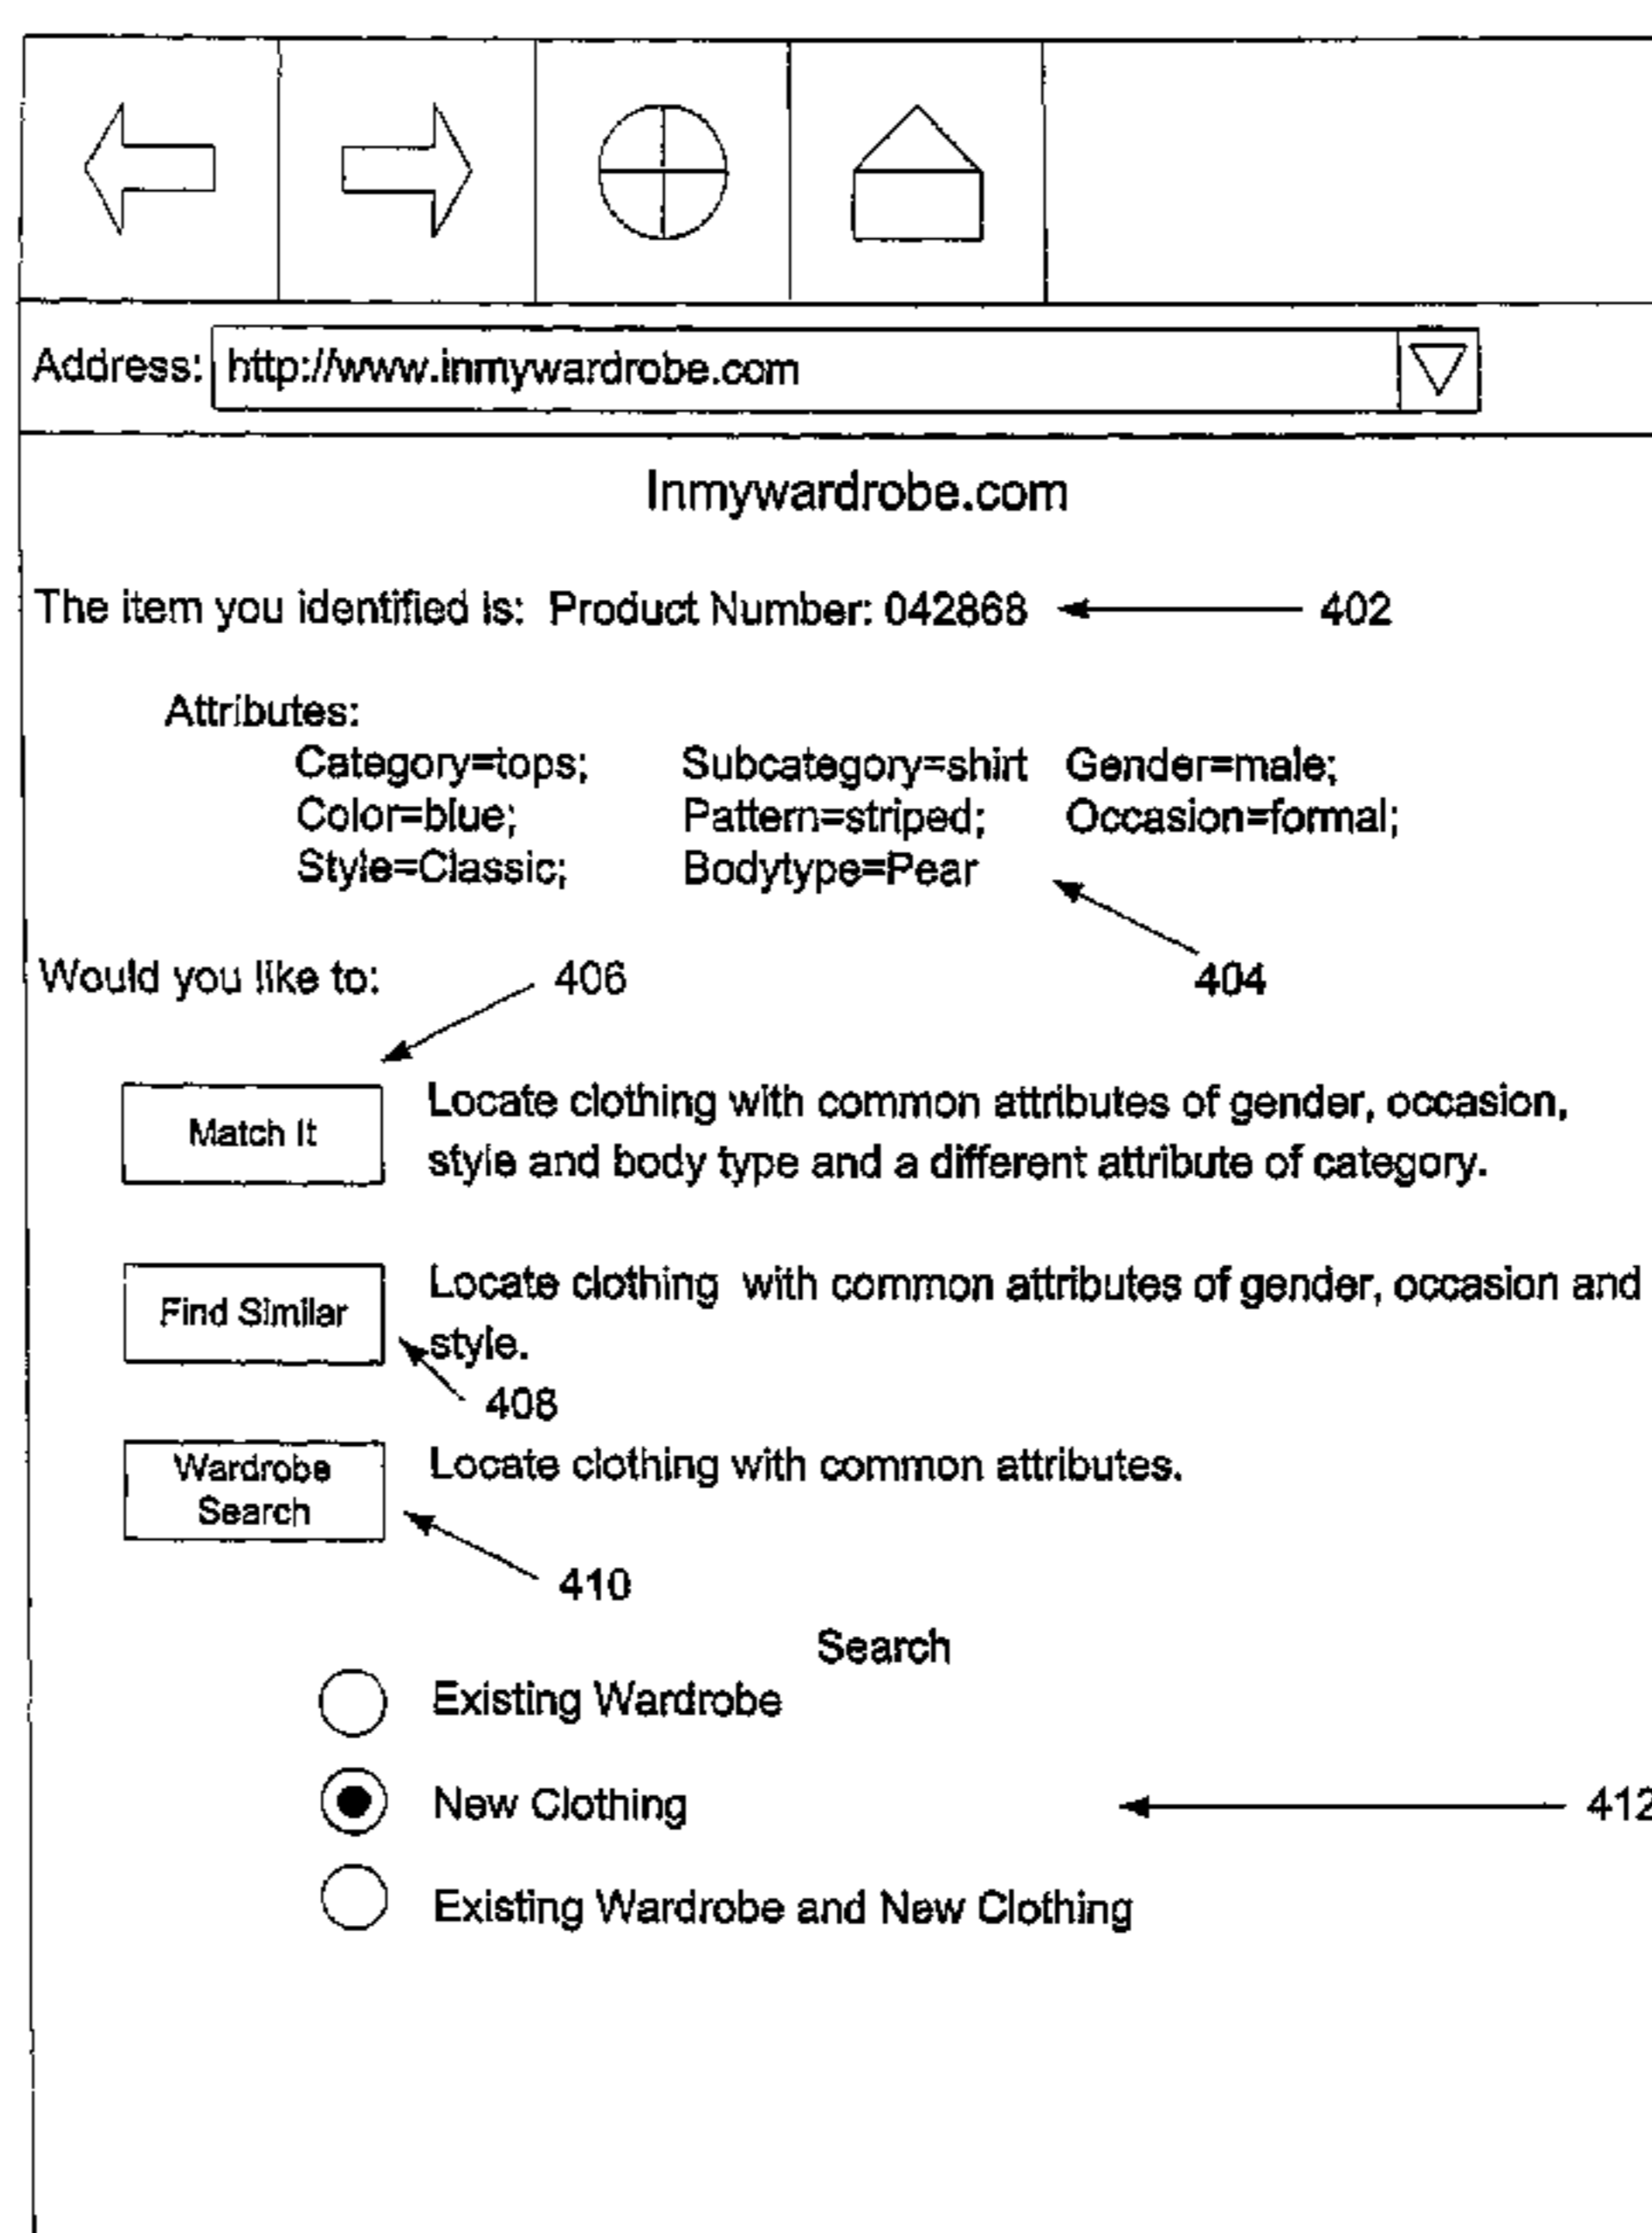 Address: http://www.inmywardrobe.com
Inmywardrobe.com
The item you identified is: Product Number: 042868 402
Attributes:
Category=tops; Subcategory=shirt Gender=male;
Color=blue; Pattern=striped; Occasion=formal;
Style=Classic; Bodytype=Pear
Would you like to: 406 404
Match It Locate clothing with common attributes of gender, occasion,
style and body type and a different attribute of category.
Find Similar Locate clothing with common attributes of gender, occasion and
style.
408
Wardrobe Locate clothing with common attributes.
Search
410
Search
Existing Wardrobe
New Clothing 412
Existing Wardrobe and New Clothing